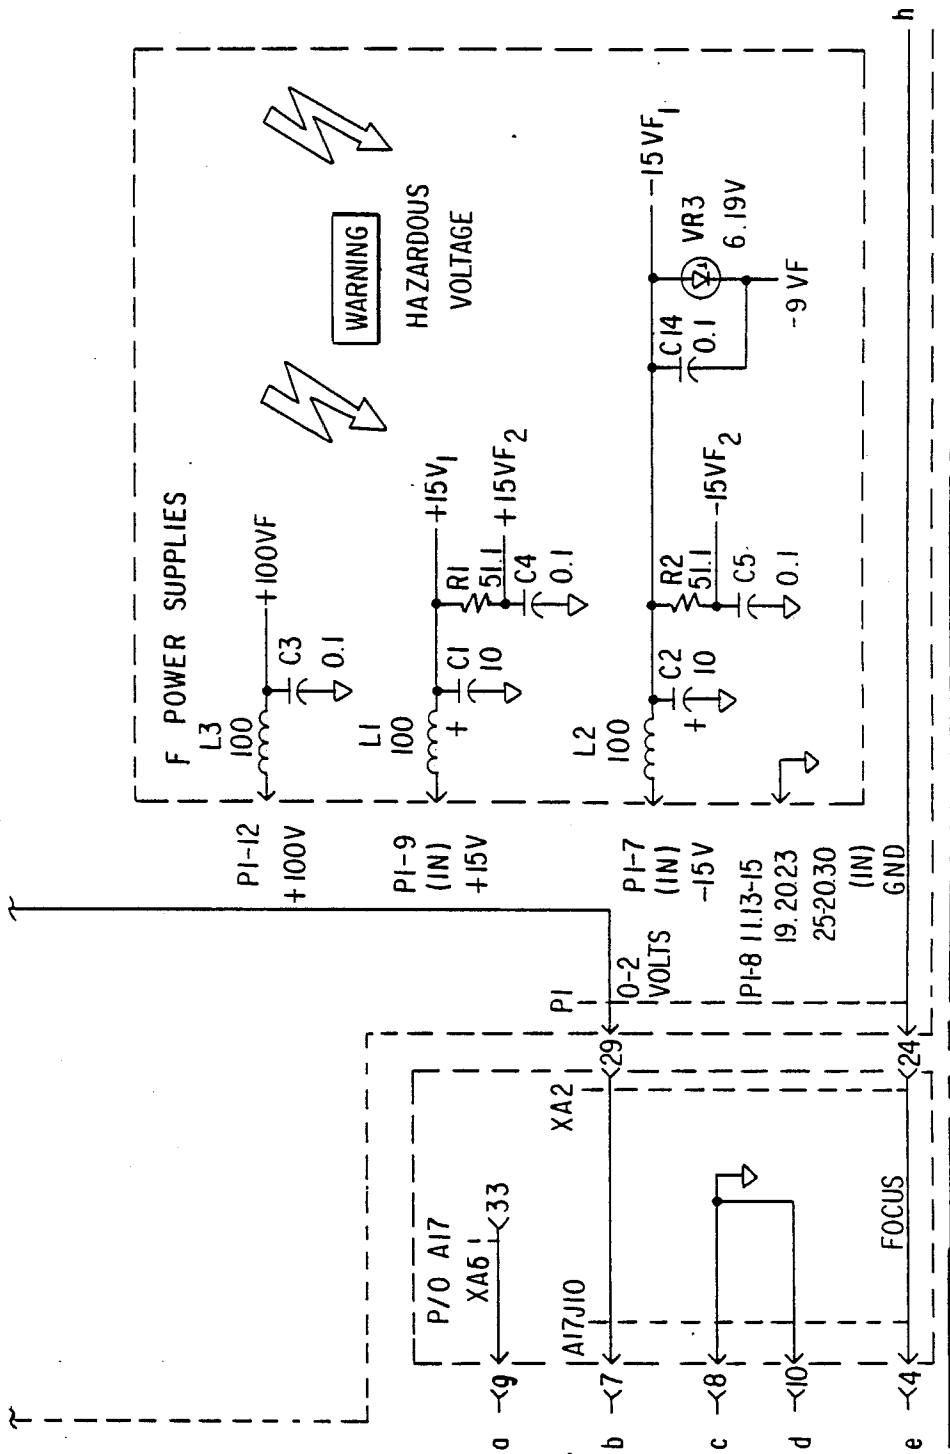 F POWER SUPPLIES
P1-12
+100V
L3
100
C3
0.1
+100VF
P1-9
(IN)
+15V
L1
100
+
C1
10
R1
51.1
C4
0.1
+15V1
+15VF2
WARNING
HAZARDOUS
VOLTAGE
P1-7
(IN)
-15V
L2
100
+
C2
10
R2
51.1
C5
0.1
-15VF2
C14
0.1
VR3
6.19V
-15VF1
-9VF
P1-8 11.13-15
19.20.23
25-20.30
(IN)
GND
P1
0-2
VOLTS
P/O A17
XA6
33
XA2
29
24
A17J10
FOCUS
a 9
b 7
c 8
d 10
e 4
h